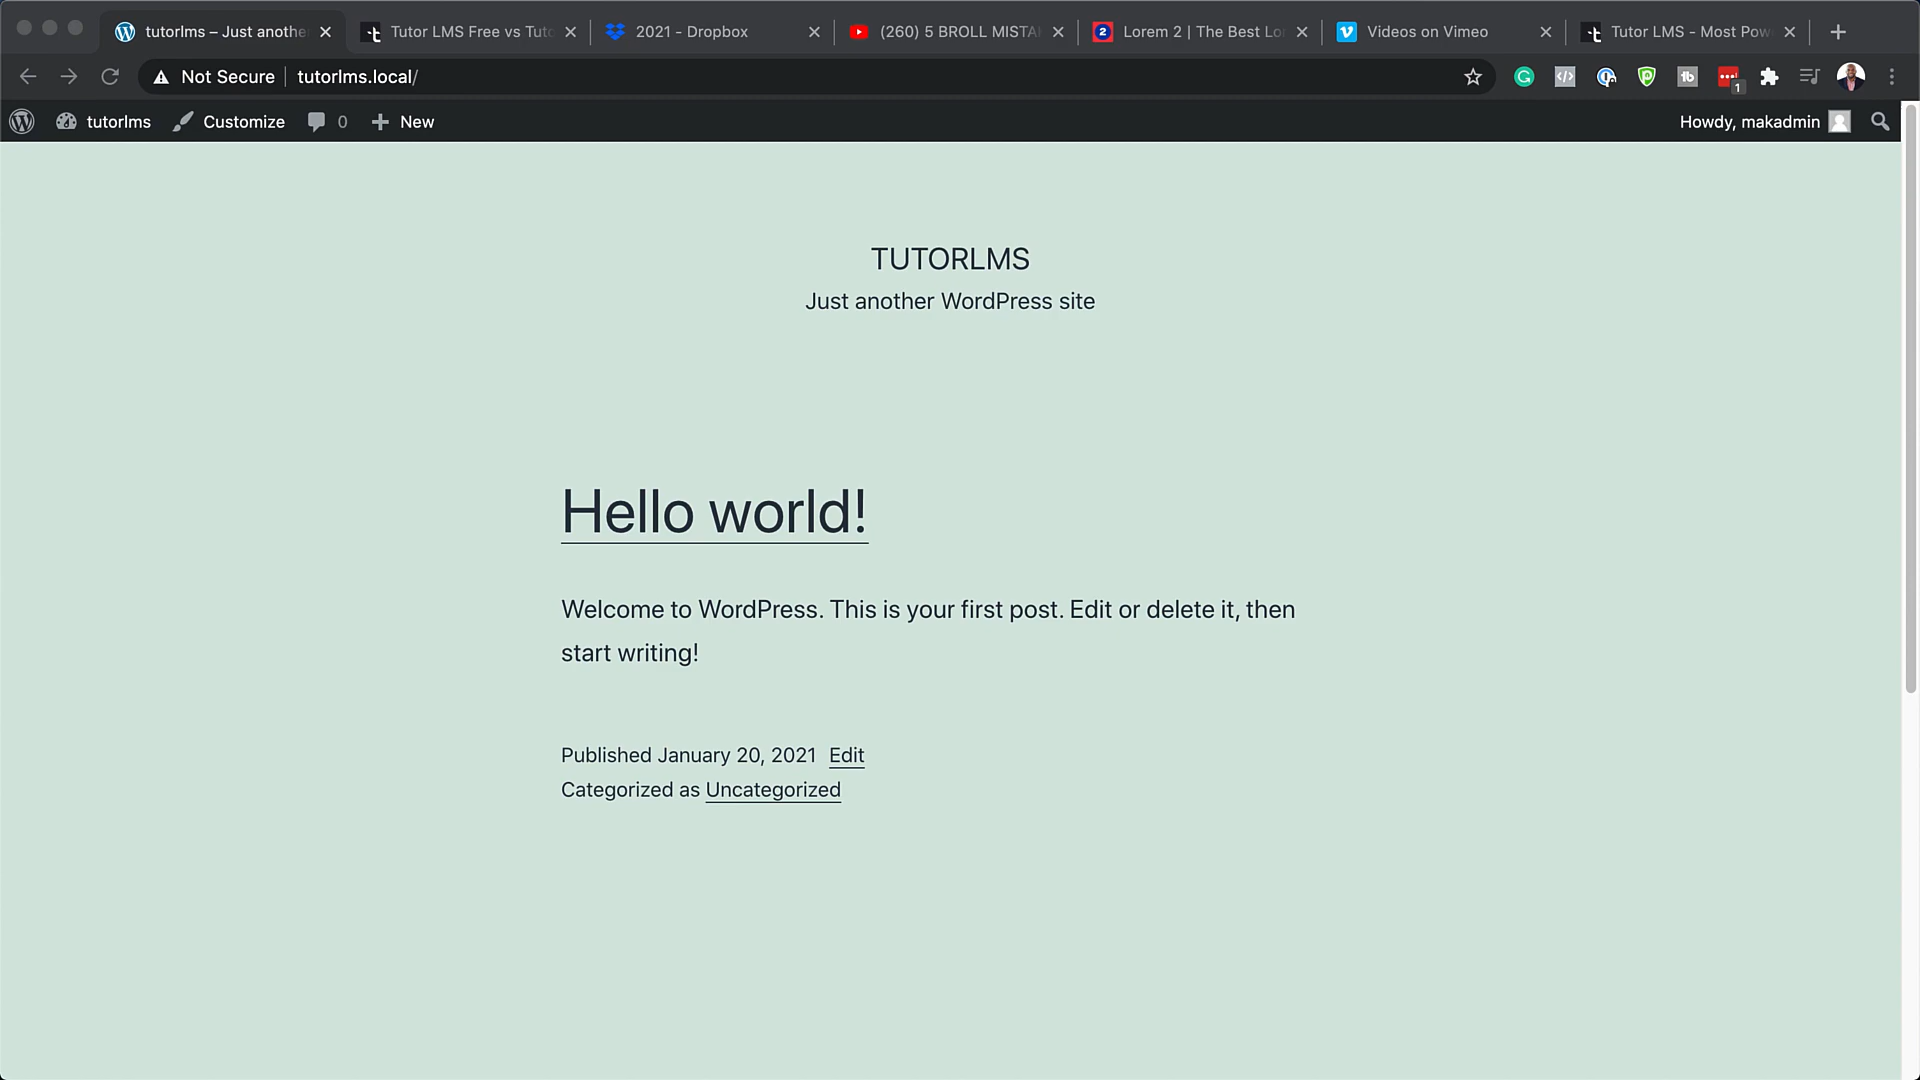 tutorlms – Just anothe
Tutor LMS Free vs Tuto
2021 - Dropbox
(260) 5 BROLL MISTA
Lorem 2 | The Best Lo
Videos on Vimeo
Tutor LMS - Most Pow
Not Secure
tutorlms.local/
1
tutorlms
Customize
0
New
Howdy, makadmin
TUTORLMS
Just another WordPress site
Hello world!
Welcome to WordPress. This is your first post. Edit or delete it, then
start writing!
Published January 20, 2021 Edit
Categorized as Uncategorized